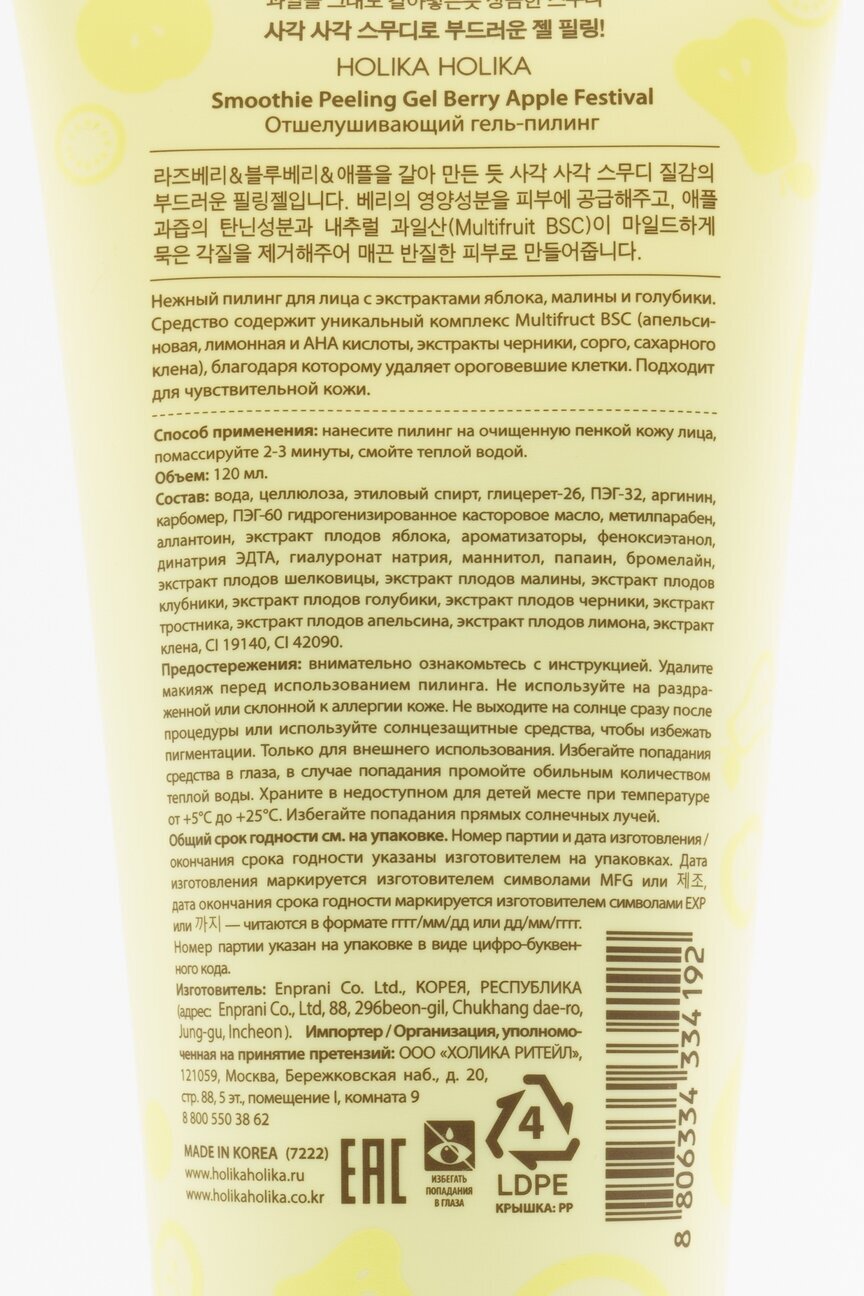 과일을 그대로 갈아넣은듯 상큼한 스무디
사각 사각 스무디로 부드러운 젤 필링!
HOLIKA HOLIKA
Smoothie Peeling Gel Berry Apple Festival
Отшелушивающий гель-пилинг
라즈베리&블루베리&애플을 갈아 만든 듯 사각 사각 스무디 질감의
부드러운 필링젤입니다. 베리의 영양성분을 피부에 공급해주고, 애플
과즙의 탄닌성분과 내추럴 과일산(Multifruit BSC)이 마일드하게
묵은 각질을 제거해주어 매끈 반질한 피부로 만들어줍니다.
Нежный пилинг для лица с экстрактами яблока, малины и голубики.
Средство содержит уникальный комплекс Multifruct BSC (апельси-
новая, лимонная и AHA кислоты, экстракты черники, сорго, сахарного
клена), благодаря которому удаляет ороговевшие клетки. Подходит
для чувствительной кожи.
Способ применения: нанесите пилинг на очищенную пенкой кожу лица,
помассируйте 2-3 минуты, смойте теплой водой.
Объем: 120 мл.
Состав: вода, целлюлоза, этиловый спирт, глицерет-26, ПЭГ-32, аргинин,
карбомер, ПЭГ-60 гидрогенизированное касторовое масло, метилпарабен,
аллантоин, экстракт плодов яблока, ароматизаторы, феноксиэтанол,
динатрия ЭДТА, гиалуронат натрия, маннитол, папаин, бромелайн,
экстракт плодов шелковицы, экстракт плодов малины, экстракт плодов
клубники, экстракт плодов голубики, экстракт плодов черники, экстракт
тростника, экстракт плодов апельсина, экстракт плодов лимона, экстракт
клена, CI 19140, CI 42090.
Предостережения: внимательно ознакомьтесь с инструкцией. Удалите
макияж перед использованием пилинга. Не используйте на раздра-
женной или склонной к аллергии коже. Не выходите на солнце сразу после
процедуры или используйте солнцезащитные средства, чтобы избежать
пигментации. Только для внешнего использования. Избегайте попадания
средства в глаза, в случае попадания промойте обильным количеством
теплой воды. Храните в недоступном для детей месте при температуре
от +5°C до +25°C. Избегайте попадания прямых солнечных лучей.
Общий срок годности см. на упаковке. Номер партии и дата изготовления/
окончания срока годности указаны изготовителем на упаковках. Дата
изготовления маркируется изготовителем символами MFG или 제조,
дата окончания срока годности маркируется изготовителем символами EXP
или 까지 — читаются в формате гггг/мм/дд или дд/мм/гггг.
Номер партии указан на упаковке в виде цифро-буквен-
ного кода.
Изготовитель: Enprani Co. Ltd., КОРЕЯ, РЕСПУБЛИКА
(адрес: Enprani Co., Ltd, 88, 296beon-gil, Chukhang dae-ro,
Jung-gu, Incheon). Импортер / Организация, уполномо-
ченная на принятие претензий: ООО «ХОЛИКА РИТЕЙЛ»,
121059, Москва, Бережковская наб., д. 20,
стр. 88, 5 эт., помещение I, комната 9
8 800 550 38 62
MADE IN KOREA (7222)
www.holikaholika.ru
www.holikaholika.co.kr
EAC
ИЗБЕГАТЬ
ПОПАДАНИЯ
В ГЛАЗА
4
LDPE
КРЫШКА: PP
8 806334 334192